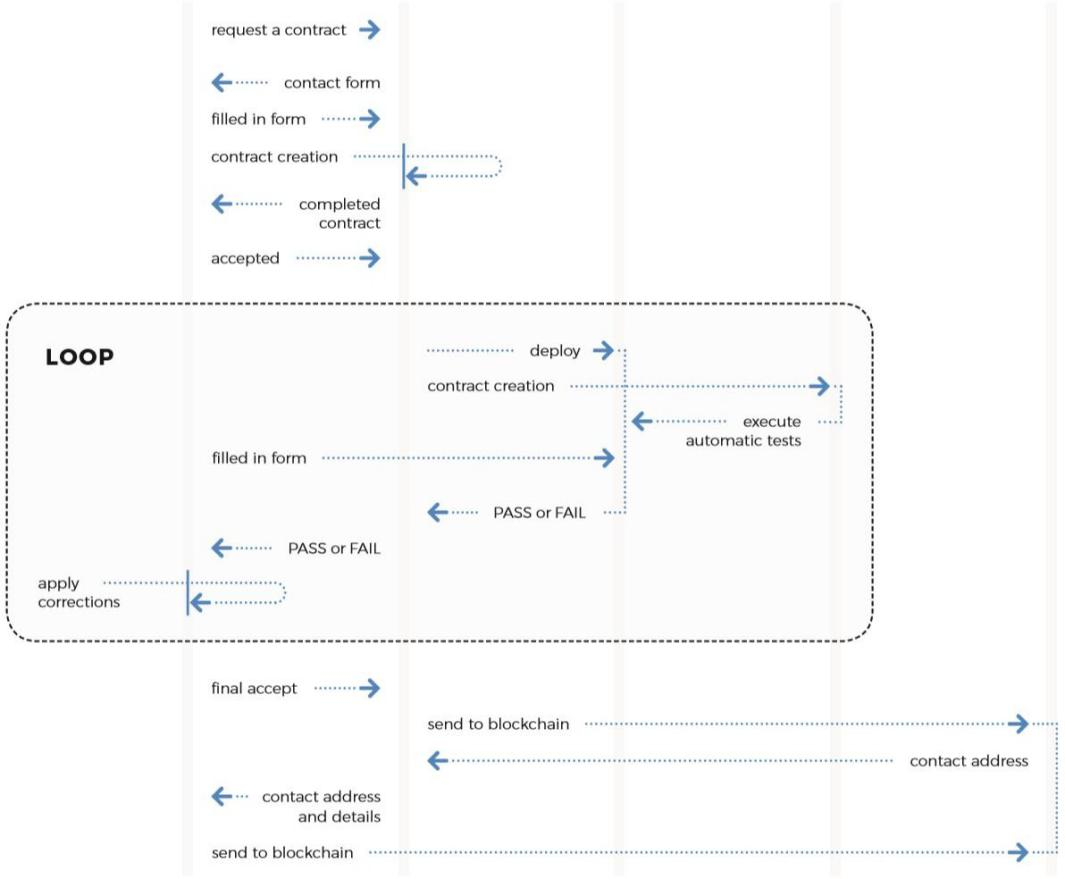 request a contract
contact form
filled in form
contract creation
completed
contract
accepted
LOOP
deploy
contract creation
execute
automatic tests
filled in form
PASS or FAIL
PASS or FAIL
apply
corrections
final accept
send to blockchain
contact address
contact address
and details
send to blockchain